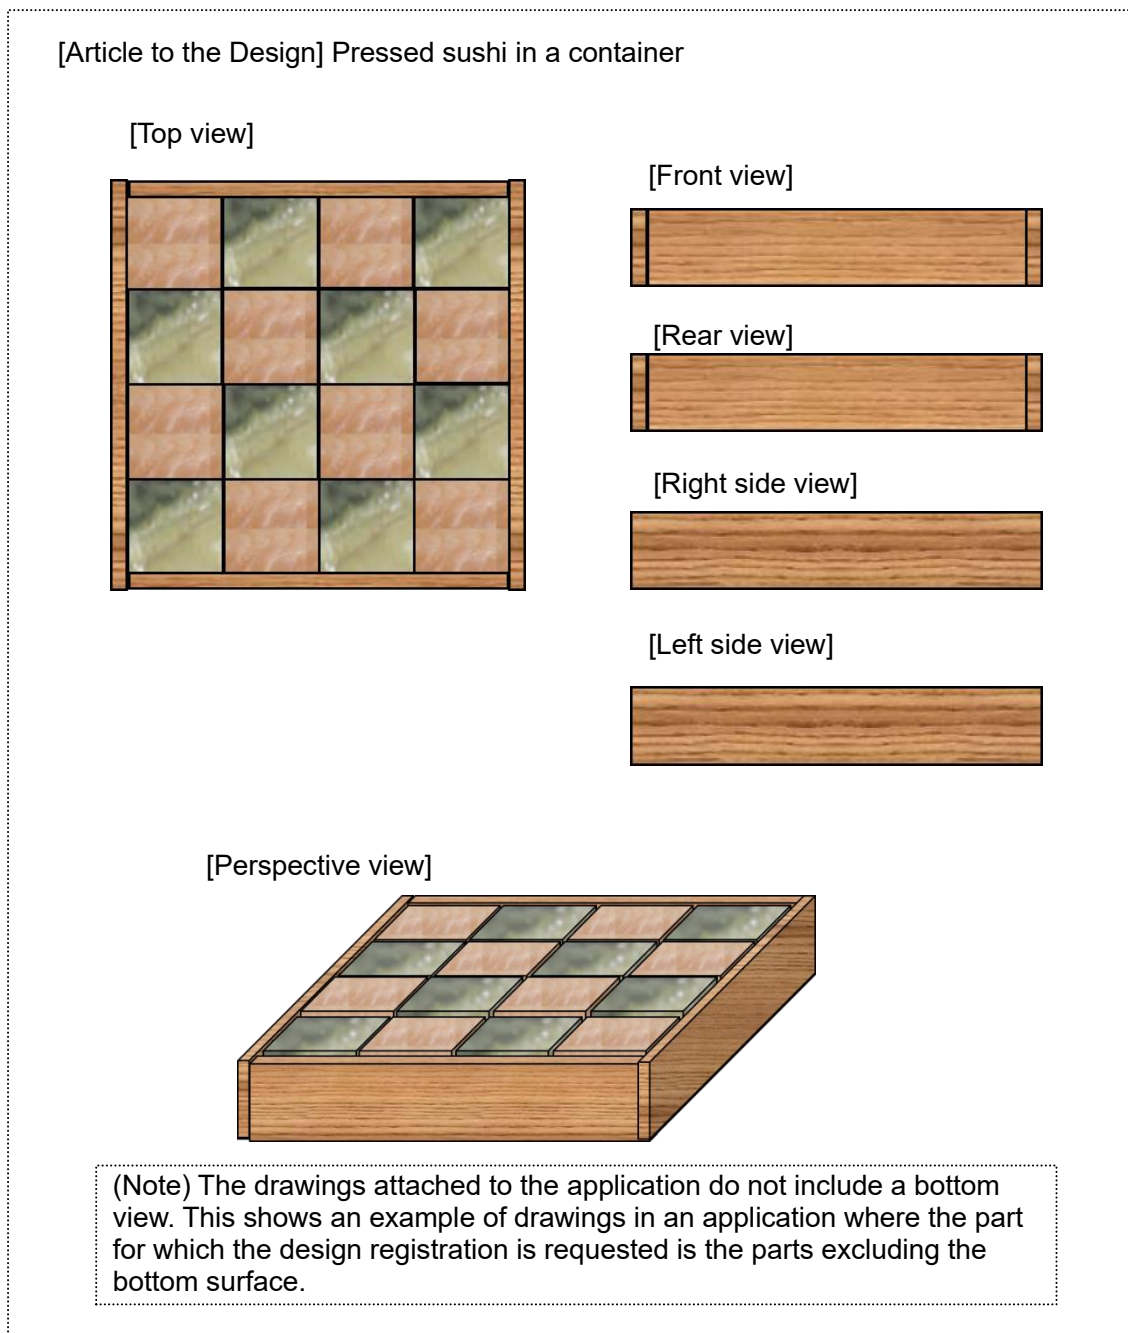 [Article to the Design] Pressed sushi in a container
[Top view]
[Front view]
[Rear view]
[Right side view]
[Left side view]
[Perspective view]
(Note) The drawings attached to the application do not include a bottom
view. This shows an example of drawings in an application where the part
for which the design registration is requested is the parts excluding the
bottom surface.